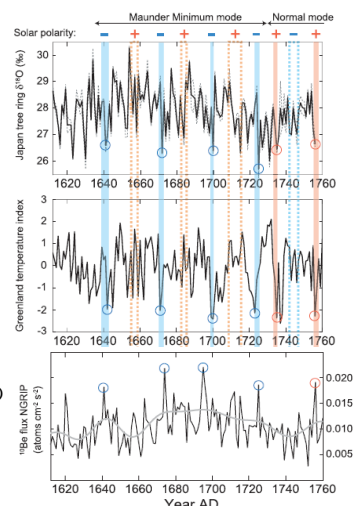 Maunder Minimum mode Normal mode
Solar polarity: − + − + − + − + − +
Japan tree ring δ¹⁸O (‰)
30
29
28
27
26
1620 1640 1660 1680 1700 1720 1740 1760
Greenland temperature index
3
2
1
0
-1
-2
-3
1620 1640 1660 1680 1700 1720 1740 1760
¹⁰Be flux NGRIP
(atoms cm⁻² s⁻²)
0.020
0.015
0.010
0.005
1620 1640 1660 1680 1700 1720 1740 1760
Year AD